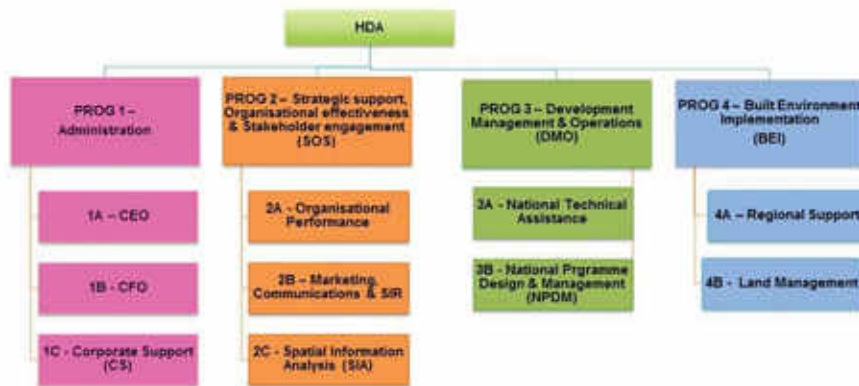 HDA
PROG 1 –
Administration
1A – CEO
1B - CFO
1C - Corporate Support
(CS)
PROG 2 – Strategic support,
Organisational effectiveness
& Stakeholder engagement
(SOS)
2A - Organisational
Performance
2B – Marketing,
Communications & SIR
2C - Spatial Information
Analysis (SIA)
PROG 3 – Development
Management & Operations
(DMO)
3A - National Technical
Assistance
3B - National Prgramme
Design & Management
(NPDM)
PROG 4 – Built Environment
Implementation
(BEI)
4A – Regional Support
4B - Land Management